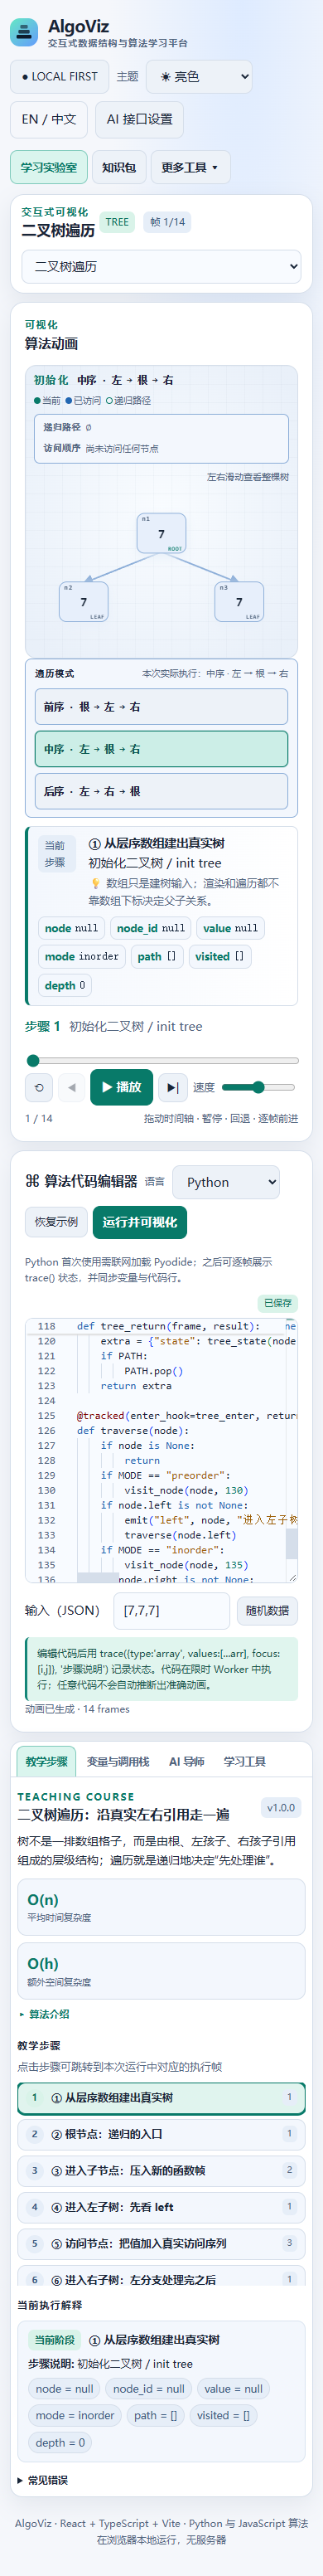 AlgoViz
交互式数据结构与算法学习平台
● LOCAL FIRST
主题
☀ 亮色
EN / 中文
AI 接口设置
学习实验室
知识包
更多工具 ▾
交互式可视化
二叉树遍历
TREE
帧 1/14
二叉树遍历
可视化
算法动画
初始化 中序 · 左 → 根 → 右
当前 已访问 递归路径
递归路径 ∅
访问顺序 尚未访问任何节点
左右滑动查看整棵树
n1
7
ROOT
n2
7
LEAF
n3
7
LEAF
遍历模式
本次实际执行：中序 · 左 → 根 → 右
前序 · 根 → 左 → 右
中序 · 左 → 根 → 右
后序 · 左 → 右 → 根
当前步骤
① 从层序数组建出真实树
初始化二叉树 / init tree
💡 数组只是建树输入；渲染和遍历都不靠数组下标决定父子关系。
node null
node_id null
value null
mode inorder
path []
visited []
depth 0
步骤 1 初始化二叉树 / init tree
⟲
◀
▶ 播放
▶|
速度
1 / 14
拖动时间轴 · 暂停 · 回退 · 逐帧前进
⌘ 算法代码编辑器
语言
Python
恢复示例
运行并可视化
Python 首次使用需联网加载 Pyodide；之后可逐帧展示 trace() 状态，并同步变量与代码行。
已保存
118 def tree_return(frame, result):
120 extra = {"state": tree_state(node
121 if PATH:
122 PATH.pop()
123 return extra
124
125 @tracked(enter_hook=tree_enter, retur
126 def traverse(node):
127 if node is None:
128 return
129 if MODE == "preorder":
130 visit_node(node, 130)
131 if node.left is not None:
132 emit("left", node, "进入左子树
133 traverse(node.left)
134 if MODE == "inorder":
135 visit_node(node, 135)
136 node.right is not None:
输入（JSON）
[7,7,7]
随机数据
编辑代码后用 trace({type:'array', values:[...arr], focus:[i,j]}, '步骤说明') 记录状态。代码在限时 Worker 中执行；任意代码不会自动推断出准确动画。
动画已生成 · 14 frames
教学步骤
变量与调用栈
AI 导师
学习工具
TEACHING COURSE
二叉树遍历：沿真实左右引用走一遍
v1.0.0
树不是一排数组格子，而是由根、左孩子、右孩子引用组成的层级结构；遍历就是递归地决定“先处理谁”。
O(n)
平均时间复杂度
O(h)
额外空间复杂度
▸ 算法介绍
教学步骤
点击步骤可跳转到本次运行中对应的执行帧
1 ① 从层序数组建出真实树 1
2 ② 根节点：递归的入口 1
3 ③ 进入子节点：压入新的函数帧 2
4 ④ 进入左子树：先看 left 1
5 ⑤ 访问节点：把值加入真实访问序列 3
6 ⑥ 进入右子树：左分支处理完之后 1
当前执行解释
当前阶段
① 从层序数组建出真实树
步骤说明: 初始化二叉树 / init tree
node = null
node_id = null
value = null
mode = inorder
path = []
visited = []
depth = 0
▶ 常见错误
AlgoViz · React + TypeScript + Vite · Python 与 JavaScript 算法在浏览器本地运行，无服务器